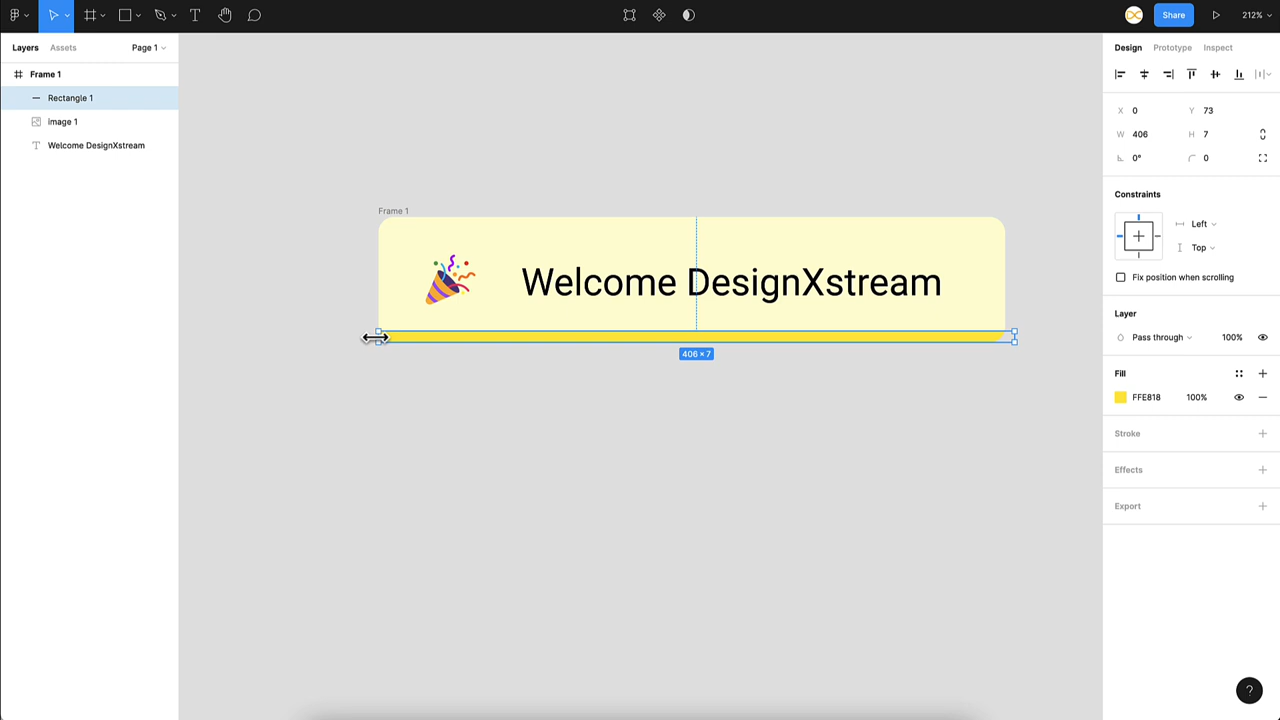 Share
212%
Layers Assets Page 1
Frame 1
Rectangle 1
image 1
Welcome DesignXstream
Frame 1
Welcome DesignXstream
406 × 7
Design Prototype Inspect
X 0 Y 73
W 406 H 7
0° 0
Constraints
Left
Top
Fix position when scrolling
Layer
Pass through 100%
Fill
FFE818 100%
Stroke
Effects
Export
?